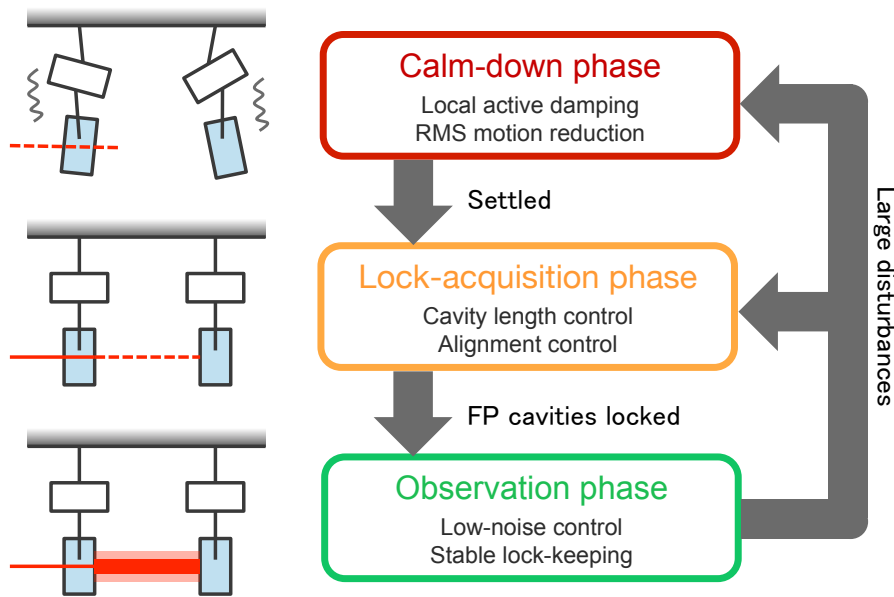 Calm-down phase
Local active damping
RMS motion reduction
Settled
Lock-acquisition phase
Cavity length control
Alignment control
FP cavities locked
Observation phase
Low-noise control
Stable lock-keeping
Large disturbances